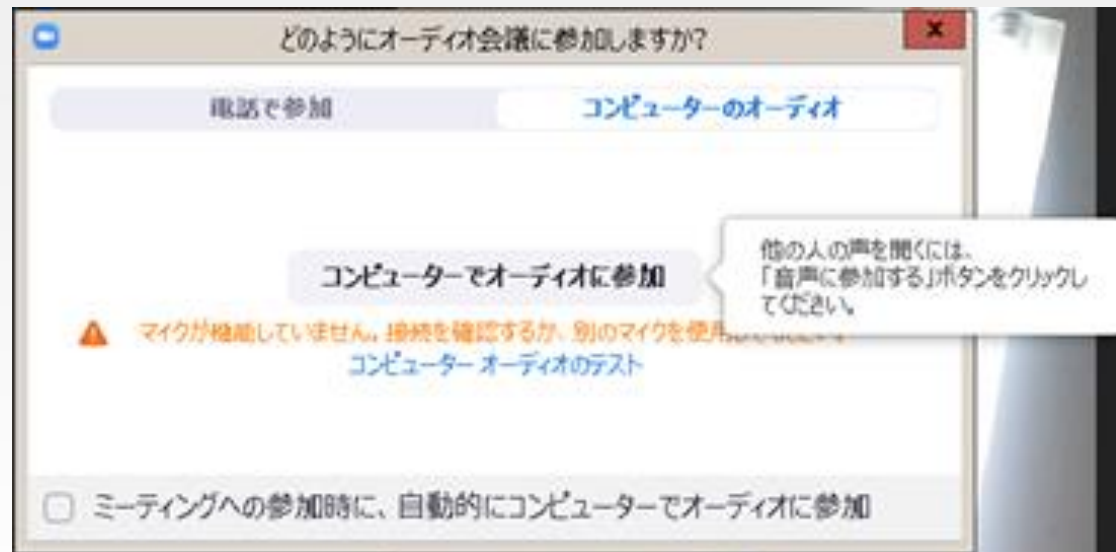 どのようにオーディオ会議に参加しますか?
電話で参加
コンピューターのオーディオ
コンピューターでオーディオに参加
他の人の声を聞くには、
「音声に参加する」ボタンをクリックし
てください。
マイクが機能していません。接続を確認するか、別のマイクを使用
コンピューター オーディオのテスト
ミーティングへの参加時に、自動的にコンピューターでオーディオに参加